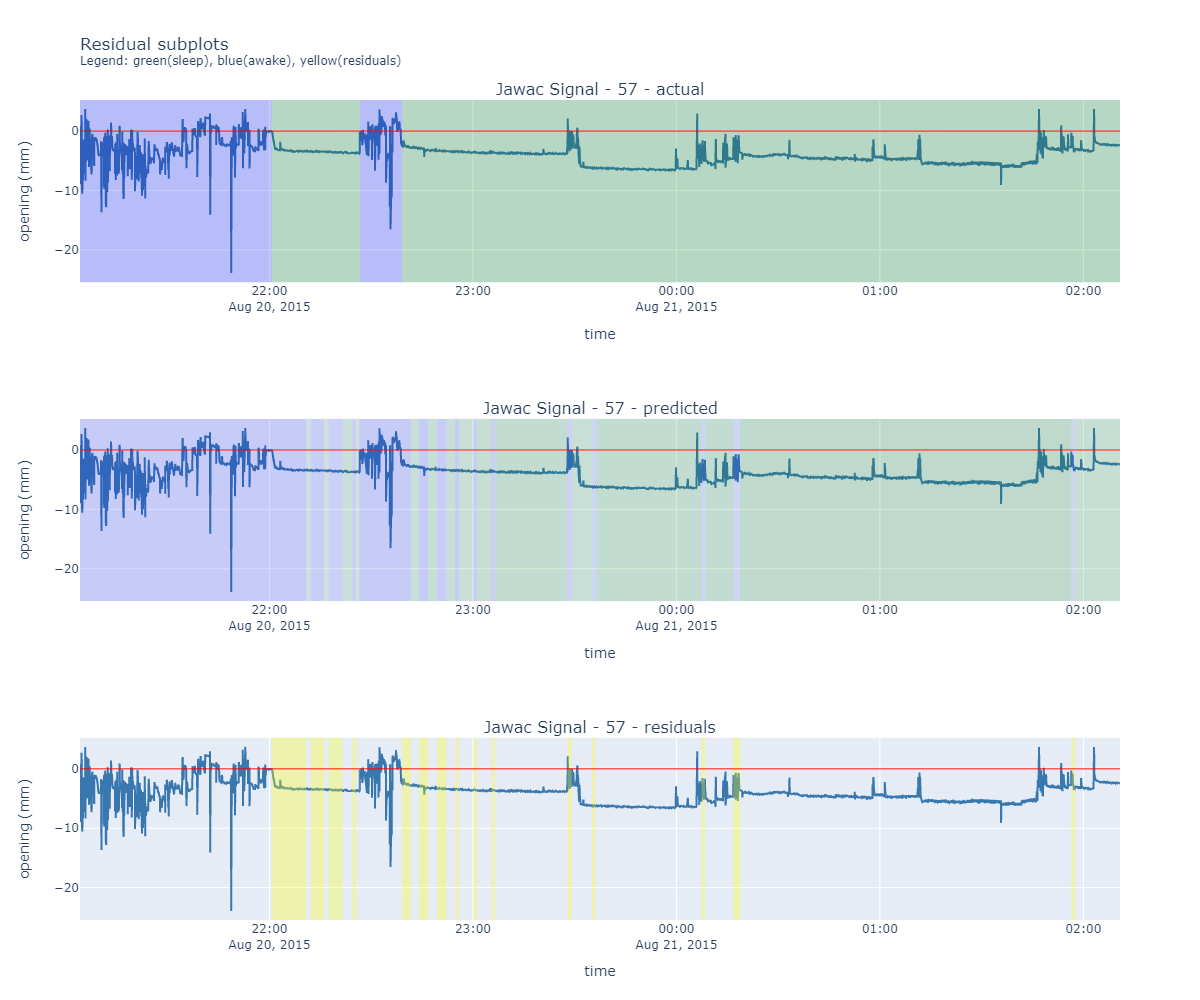 Residual subplots
Legend: green(sleep), blue(awake), yellow(residuals)
Jawac Signal - 57 - actual
opening (mm)
0
−10
−20
22:00 23:00 00:00 01:00 02:00
Aug 20, 2015 Aug 21, 2015
time
Jawac Signal - 57 - predicted
opening (mm)
0
−10
−20
22:00 23:00 00:00 01:00 02:00
Aug 20, 2015 Aug 21, 2015
time
Jawac Signal - 57 - residuals
opening (mm)
0
−10
−20
22:00 23:00 00:00 01:00 02:00
Aug 20, 2015 Aug 21, 2015
time